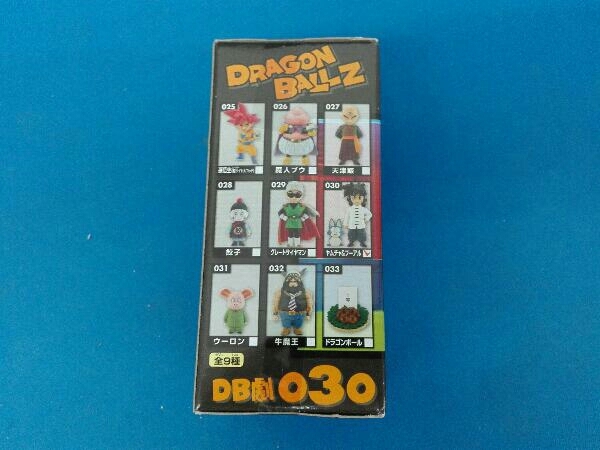 DRAGON
BALL Z
025
026
027
魔人ブウ
天津飯
028
029
030
餃子
グレートサイヤマン
ヤムチャ&プーアル
031
032
033
ウーロン
牛魔王
ドラゴンボール
全9種
DB劇 030